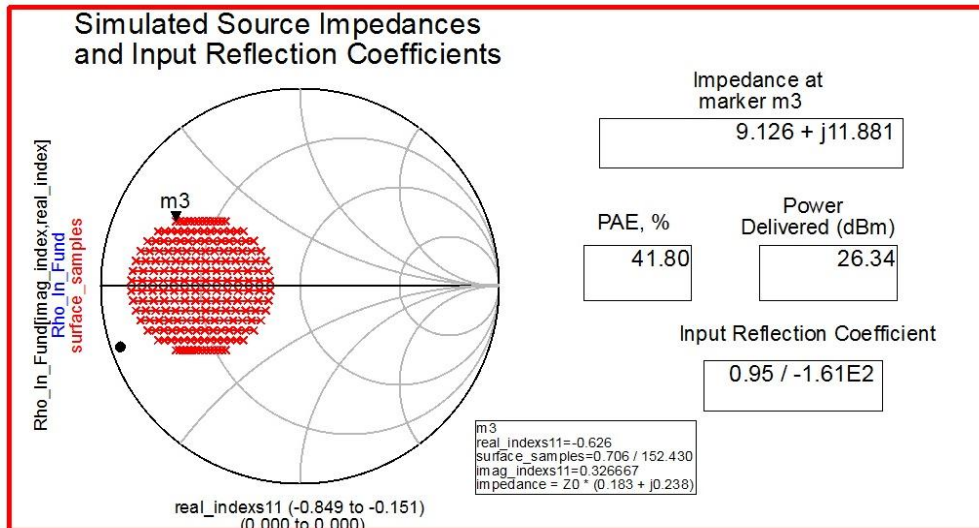 Simulated Source Impedances
and Input Reflection Coefficients
Rho_In_Fund[imag_index,real_index]
Rho_In_Fund
surface_samples
m3
real_indexs11 (-0.849 to -0.151)
(0.000 to 0.000)
m3
real_indexs11=-0.626
surface_samples=0.706 / 152.430
imag_indexs11=0.326667
impedance = Z0 * (0.183 + j0.238)
Impedance at
marker m3
9.126 + j11.881
PAE, %
41.80
Power
Delivered (dBm)
26.34
Input Reflection Coefficient
0.95 / -1.61E2